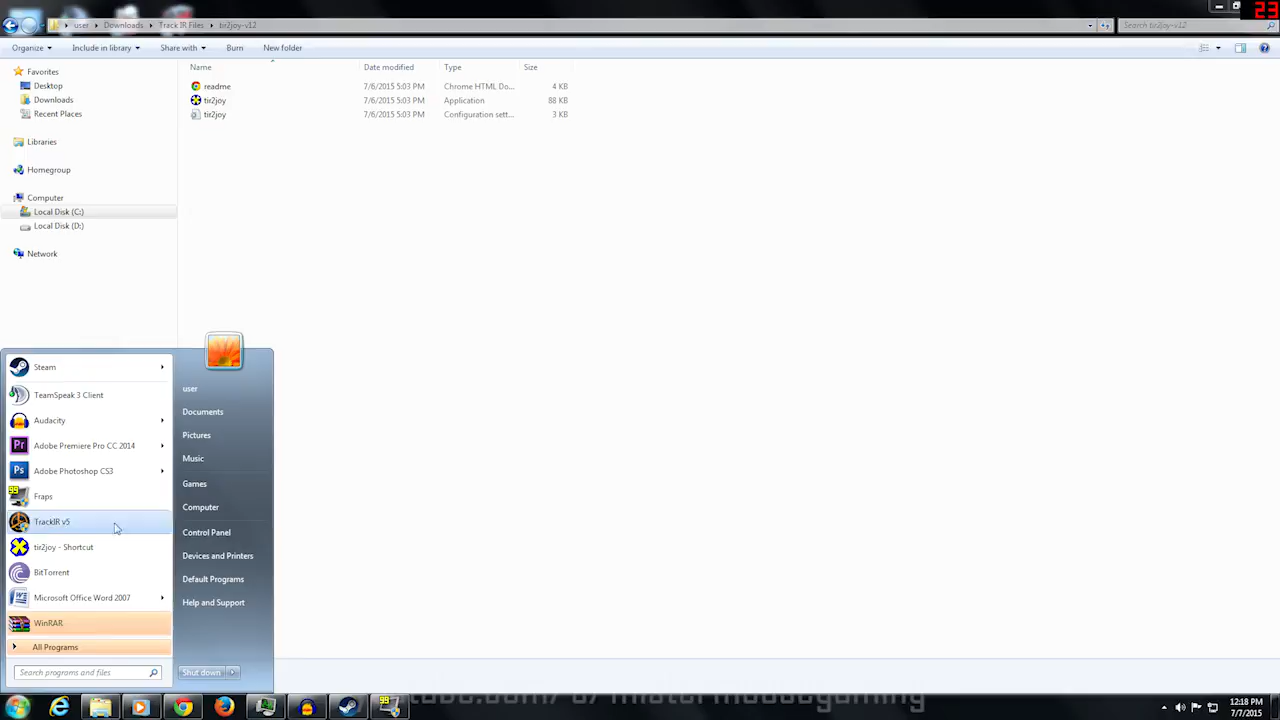 23
user ▸ Downloads ▸ Track IR Files ▸ tir2joy-v12
Search tir2joy-v12
Organize Include in library Share with Burn New folder
Name Date modified Type Size
Favorites
Desktop
Downloads
Recent Places
Libraries
Homegroup
Computer
Local Disk (C:)
Local Disk (D:)
Network
readme 7/6/2015 5:03 PM Chrome HTML Do... 4 KB
tir2joy 7/6/2015 5:03 PM Application 88 KB
tir2joy 7/6/2015 5:03 PM Configuration sett... 3 KB
Steam
TeamSpeak 3 Client
Audacity
Adobe Premiere Pro CC 2014
Adobe Photoshop CS3
Fraps
TrackIR v5
tir2joy - Shortcut
BitTorrent
Microsoft Office Word 2007
WinRAR
All Programs
Search programs and files
user
Documents
Pictures
Music
Games
Computer
Control Panel
Devices and Printers
Default Programs
Help and Support
Shut down
99
12:18 PM
7/7/2015